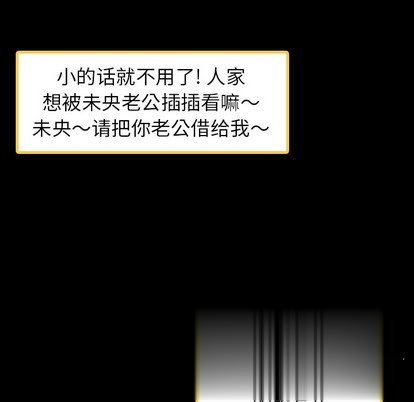 小的话就不用了! 人家
想被未央老公插插看嘛～
未央～请把你老公借给我～